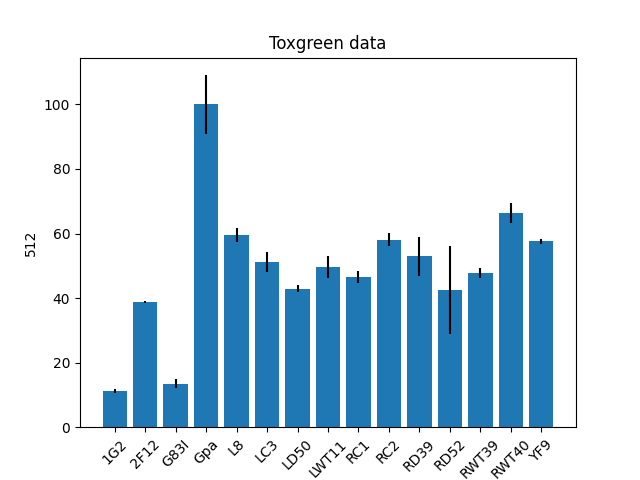 Toxgreen data
512
100
80
60
40
20
0
1G2
2F12
G83I
Gpa
L8
LC3
LD50
LWT11
RC1
RC2
RD39
RD52
RWT39
RWT40
YF9